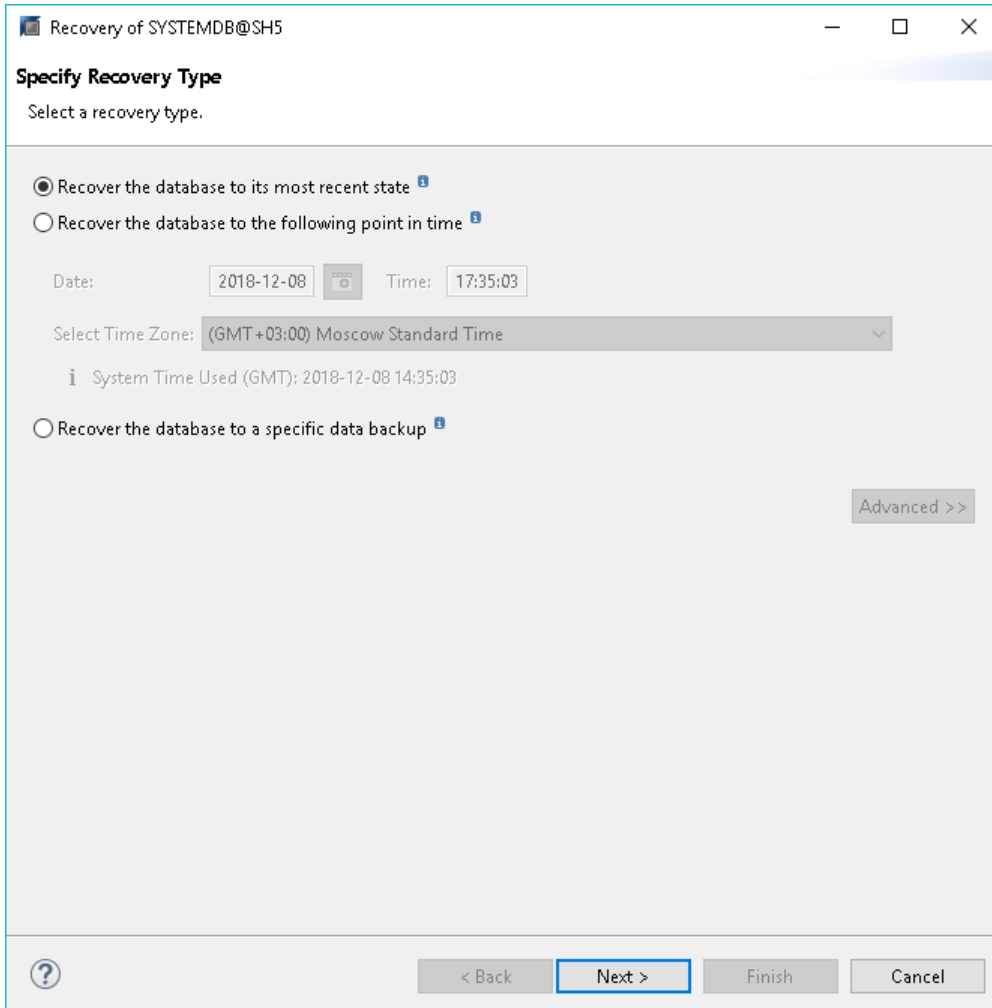 Recovery of SYSTEMDB@SH5
Specify Recovery Type
Select a recovery type.
Recover the database to its most recent state
Recover the database to the following point in time
Date: 2018-12-08 Time: 17:35:03
Select Time Zone: (GMT+03:00) Moscow Standard Time
System Time Used (GMT): 2018-12-08 14:35:03
Recover the database to a specific data backup
Advanced >>
< Back Next > Finish Cancel